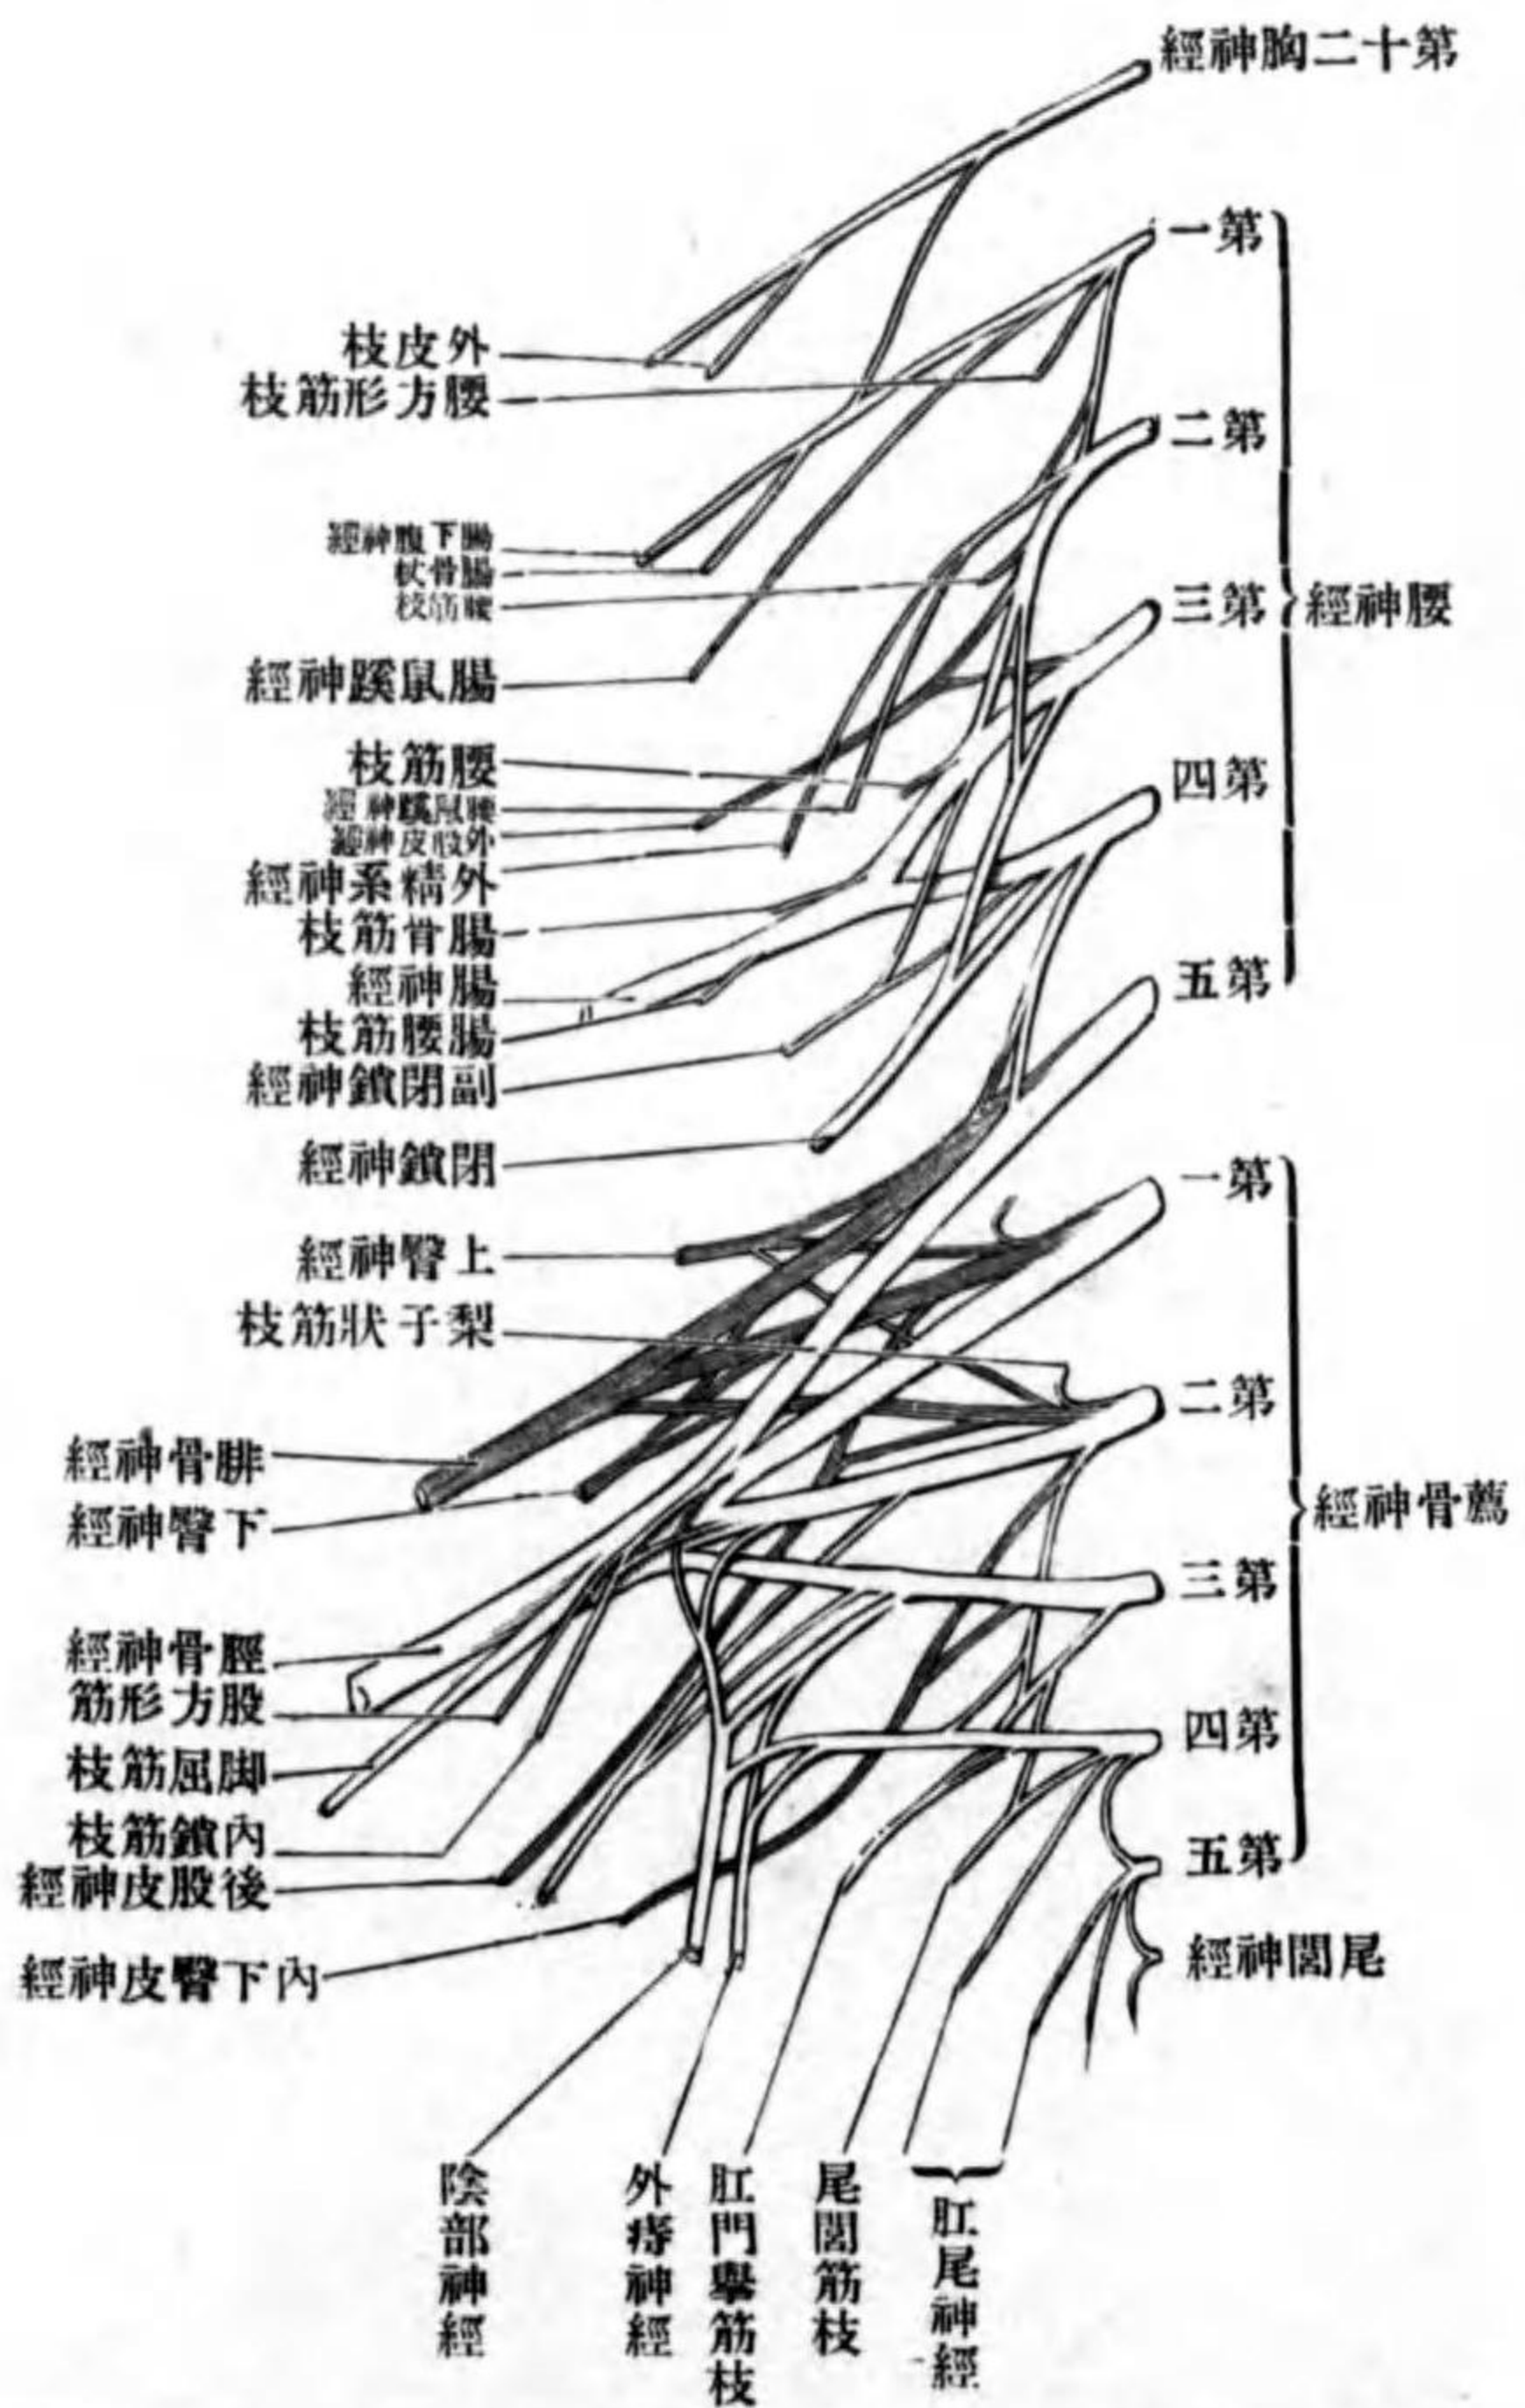 第十二胸神經
第一
第二
第三
第四
第五
腰神經
第一
第二
第三
第四
第五
薦骨神經
尾閭神經
外皮枝
腰方形筋枝
腸下腹神經
腸骨枝
腰筋枝
腸鼠蹊神經
腰筋枝
腰鼠蹊神經
外股皮神經
外精系神經
腸骨筋枝
腸神經
腸腰筋枝
副閉鎖神經
閉鎖神經
上臀神經
梨子狀筋枝
腓骨神經
下臀神經
脛骨神經
股方形筋
脚屈筋枝
內鎖筋枝
後股皮神經
內下臀皮神經
陰部神經
外痔神經
肛門擧筋枝
尾閭筋枝
肛尾神經